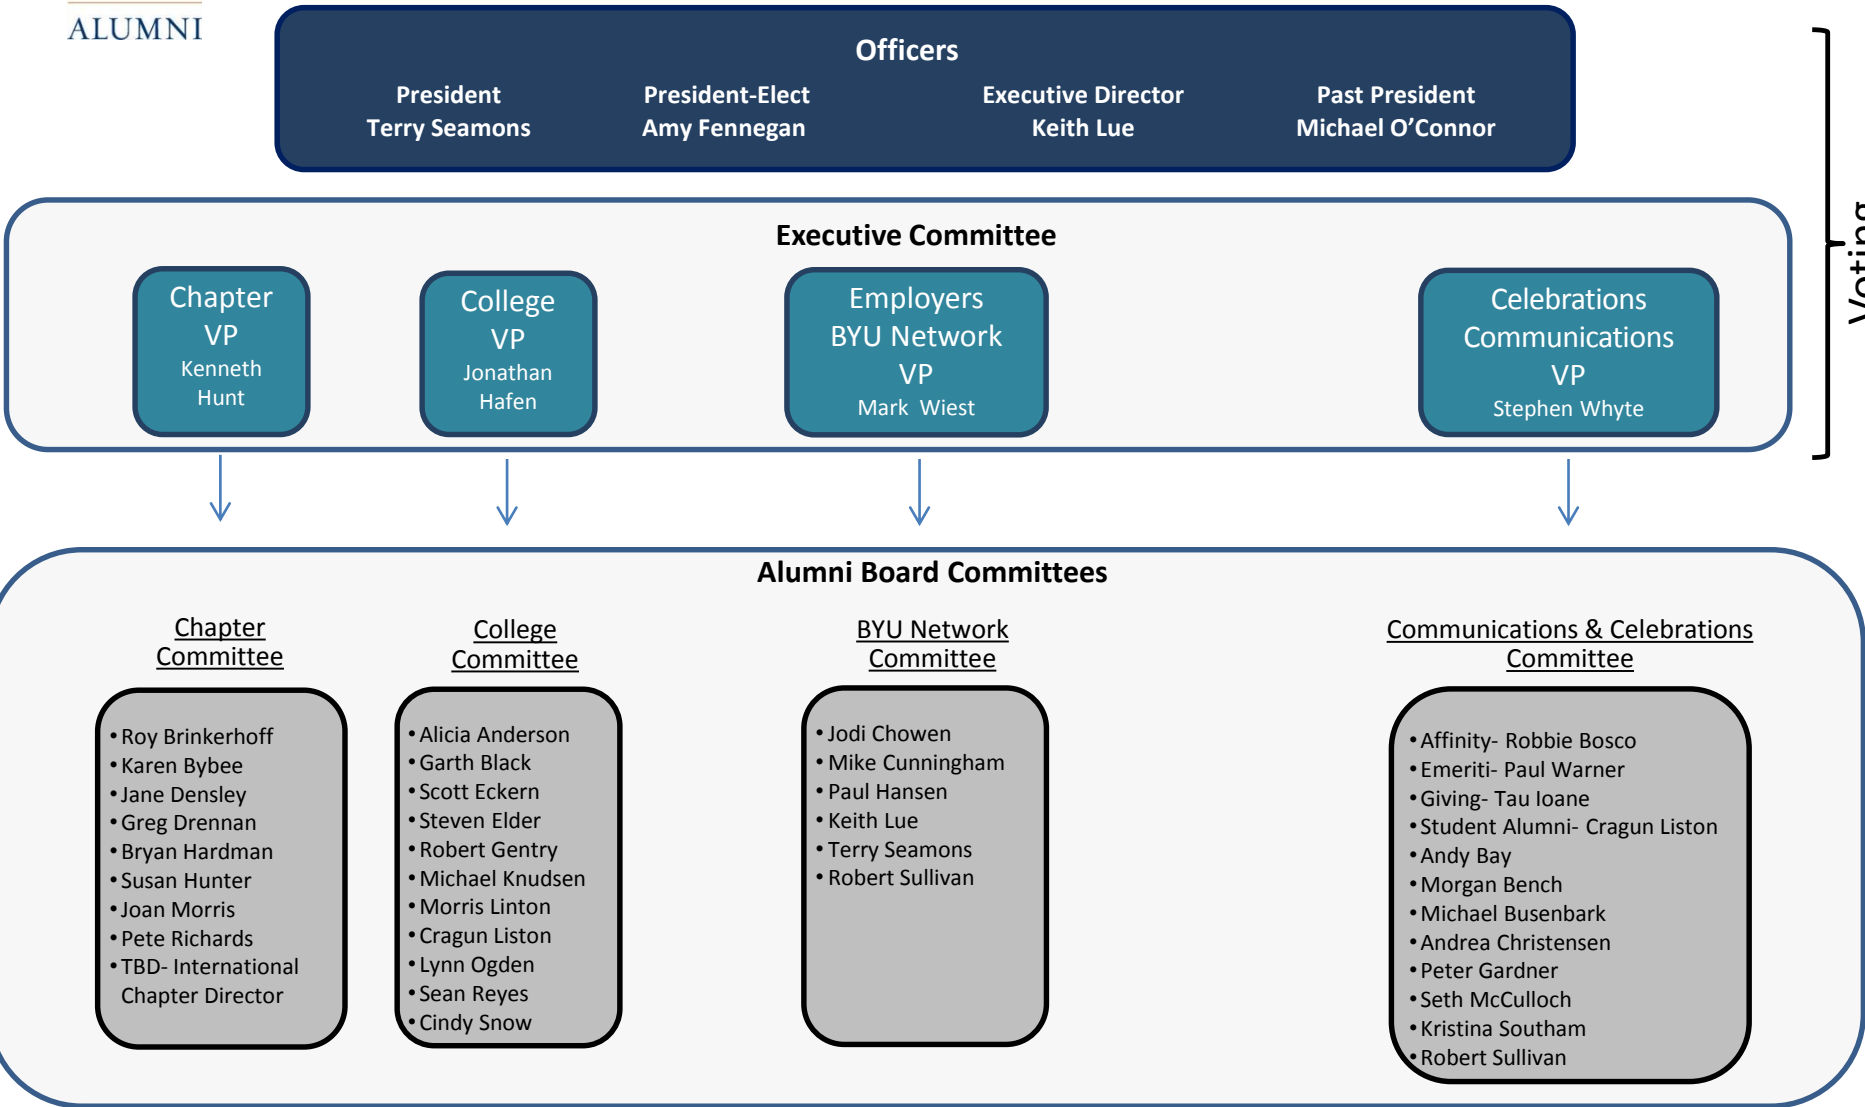 ALUMNI
Officers
President
Terry Seamons
President-Elect
Amy Fennegan
Executive Director
Keith Lue
Past President
Michael O’Connor
Voting
Executive Committee
Chapter
VP
Kenneth
Hunt
College
VP
Jonathan
Hafen
Employers
BYU Network
VP
Mark Wiest
Celebrations
Communications
VP
Stephen Whyte
Alumni Board Committees
Chapter
Committee
• Roy Brinkerhoff
• Karen Bybee
• Jane Densley
• Greg Drennan
• Bryan Hardman
• Susan Hunter
• Joan Morris
• Pete Richards
• TBD- International
Chapter Director
College
Committee
• Alicia Anderson
• Garth Black
• Scott Eckern
• Steven Elder
• Robert Gentry
• Michael Knudsen
• Morris Linton
• Cragun Liston
• Lynn Ogden
• Sean Reyes
• Cindy Snow
BYU Network
Committee
• Jodi Chowen
• Mike Cunningham
• Paul Hansen
• Keith Lue
• Terry Seamons
• Robert Sullivan
Communications & Celebrations
Committee
• Affinity- Robbie Bosco
• Emeriti- Paul Warner
• Giving- Tau Ioane
• Student Alumni- Cragun Liston
• Andy Bay
• Morgan Bench
• Michael Busenbark
• Andrea Christensen
• Peter Gardner
• Seth McCulloch
• Kristina Southam
• Robert Sullivan